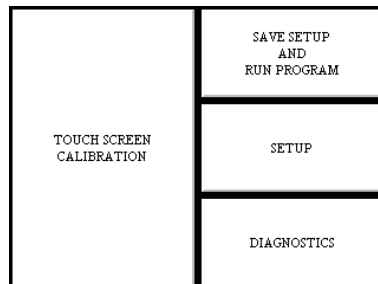 TOUCH SCREEN
CALIBRATION
SAVE SETUP
AND
RUN PROGRAM
SETUP
DIAGNOSTICS